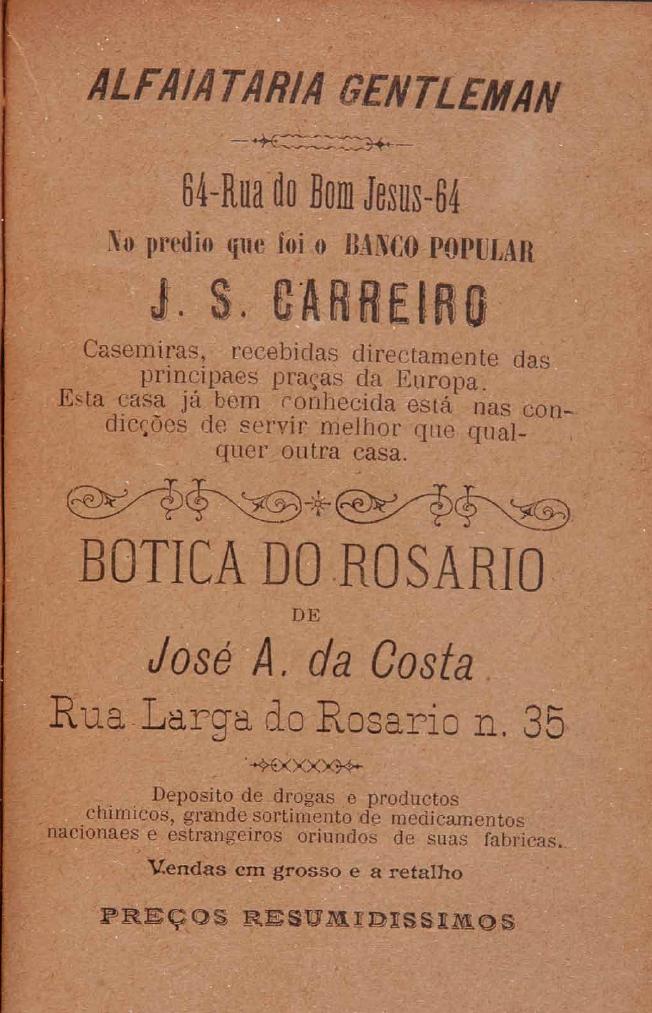 ALFAIATARIA GENTLEMAN
64-Rua do Bom Jesus-64
No predio que foi o BANCO POPULAR
J. S. CARREIRO
Casemiras, recebidas directamente das
principaes praças da Europa.
Esta casa já bem conhecida está nas con-
dicções de servir melhor que qual-
quer outra casa.
BOTICA DO ROSARIO
DE
José A. da Costa
Rua Larga do Rosario n. 35
Deposito de drogas e productos
chimicos, grande sortimento de medicamentos
nacionaes e estrangeiros oriundos de suas fabricas.
Vendas em grosso e a retalho
PREÇOS RESUMIDISSIMOS